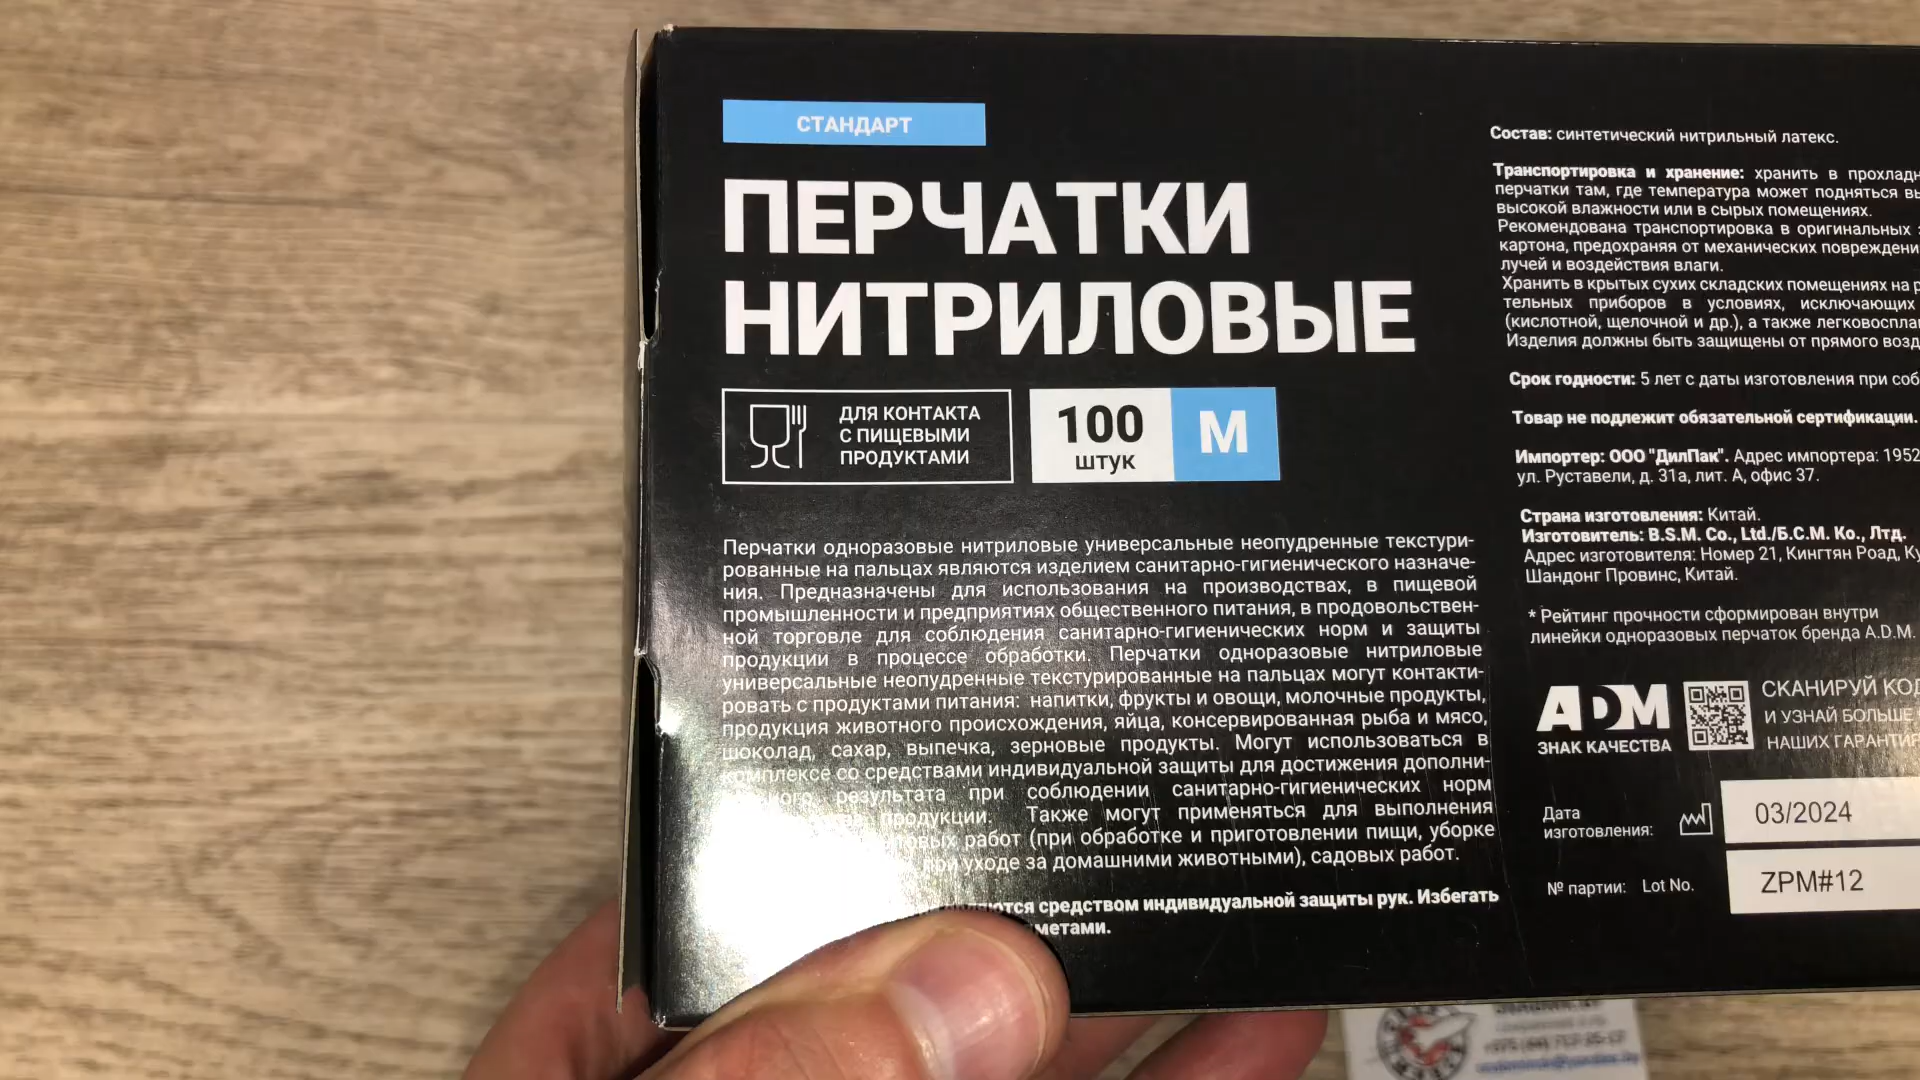 СТАНДАРТ
ПЕРЧАТКИ
НИТРИЛОВЫЕ
ДЛЯ КОНТАКТА
С ПИЩЕВЫМИ
ПРОДУКТАМИ
100
штук
M
Перчатки одноразовые нитриловые универсальные неопудренные текстури-
рованные на пальцах являются изделием санитарно-гигиенического назначе-
ния. Предназначены для использования на производствах, в пищевой
промышленности и предприятиях общественного питания, в продовольствен-
ной торговле для соблюдения санитарно-гигиенических норм и защиты
продукции в процессе обработки. Перчатки одноразовые нитриловые
универсальные неопудренные текстурированные на пальцах могут контакти-
ровать с продуктами питания: напитки, фрукты и овощи, молочные продукты,
продукция животного происхождения, яйца, консервированная рыба и мясо,
шоколад, сахар, выпечка, зерновые продукты. Могут использоваться в
комплексе со средствами индивидуальной защиты для достижения дополни-
результата при соблюдении санитарно-гигиенических норм
продукции. Также могут применяться для выполнения
работ (при обработке и приготовлении пищи, уборке
при уходе за домашними животными), садовых работ.
средством индивидуальной защиты рук. Избегать
Состав: синтетический нитрильный латекс.
Транспортировка и хранение: хранить в
перчатки там, где температура может подняться
высокой влажности или в сырых помещениях.
Рекомендована транспортировка в оригинальных
картона, предохраняя от механических
лучей и воздействия влаги.
Хранить в крытых сухих складских помещениях на
тельных приборов в условиях, исключающих
(кислотной, щелочной и др.), а также
Изделия должны быть защищены от прямого
Срок годности: 5 лет с даты изготовления при
Товар не подлежит обязательной сертификации.
Импортер: ООО "ДилПак". Адрес импортера: 1952
ул. Руставели, д. 31а, лит. А, офис 37.
Страна изготовления: Китай.
Изготовитель: B.S.M. Co., Ltd./Б.С.М. Ко., Лтд.
Адрес изготовителя: Номер 21, Кингтян Роад,
Шандонг Провинс, Китай.
* Рейтинг прочности сформирован внутри
линейки одноразовых перчаток бренда A.D.M.
ADM
ЗНАК КАЧЕСТВА
СКАНИРУЙ КОД
И УЗНАЙ БОЛЬШЕ
НАШИХ
Дата
изготовления:
03/2024
№ партии: Lot No.
ZPM#12